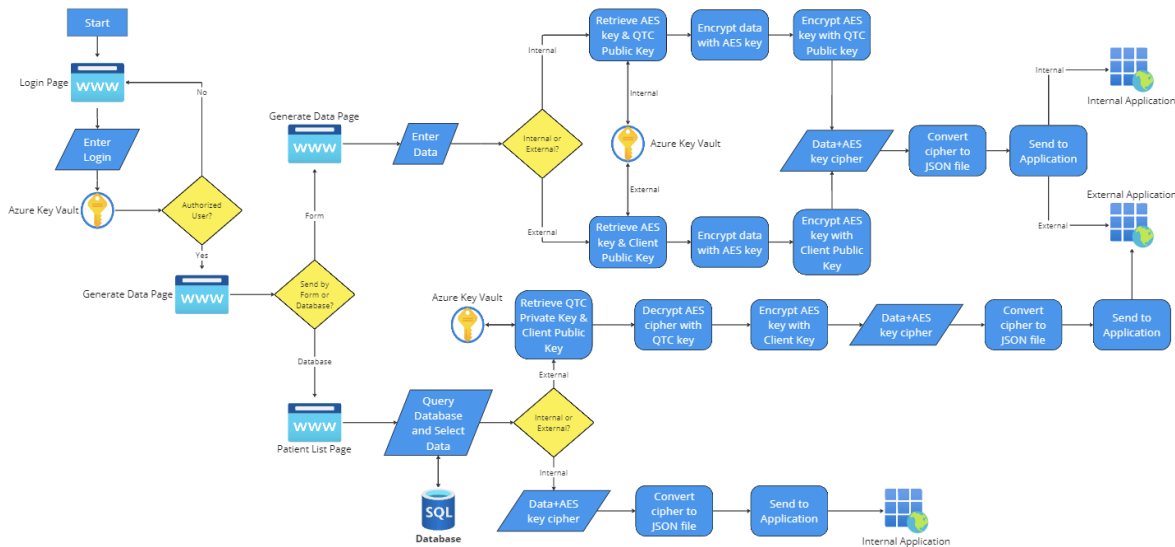 Start
Login Page
WWW
No
Enter
Login
Azure Key Vault
Authorized
User?
Yes
Generate Data Page
WWW
Send by
Form or
Database?
Form
Generate Data Page
WWW
Enter
Data
Internal or
External?
Internal
Retrieve AES
key & QTC
Public Key
Encrypt data
with AES key
Encrypt AES
key with QTC
Public key
Internal
Azure Key Vault
External
External
Retrieve AES
key & Client
Public Key
Encrypt data
with AES key
Encrypt AES
key with
Client Public
Key
Data+AES
key cipher
Convert
cipher to
JSON file
Send to
Application
Internal
Internal Application
External
External Application
Database
WWW
Patient List Page
Query
Database
and Select
Data
SQL
Database
Internal or
External?
External
Azure Key Vault
Retrieve QTC
Private Key &
Client Public
Key
Decrypt AES
cipher with
QTC key
Encrypt AES
key with
Client Key
Data+AES
key cipher
Convert
cipher to
JSON file
Send to
Application
Internal
Data+AES
key cipher
Convert
cipher to
JSON file
Send to
Application
Internal Application